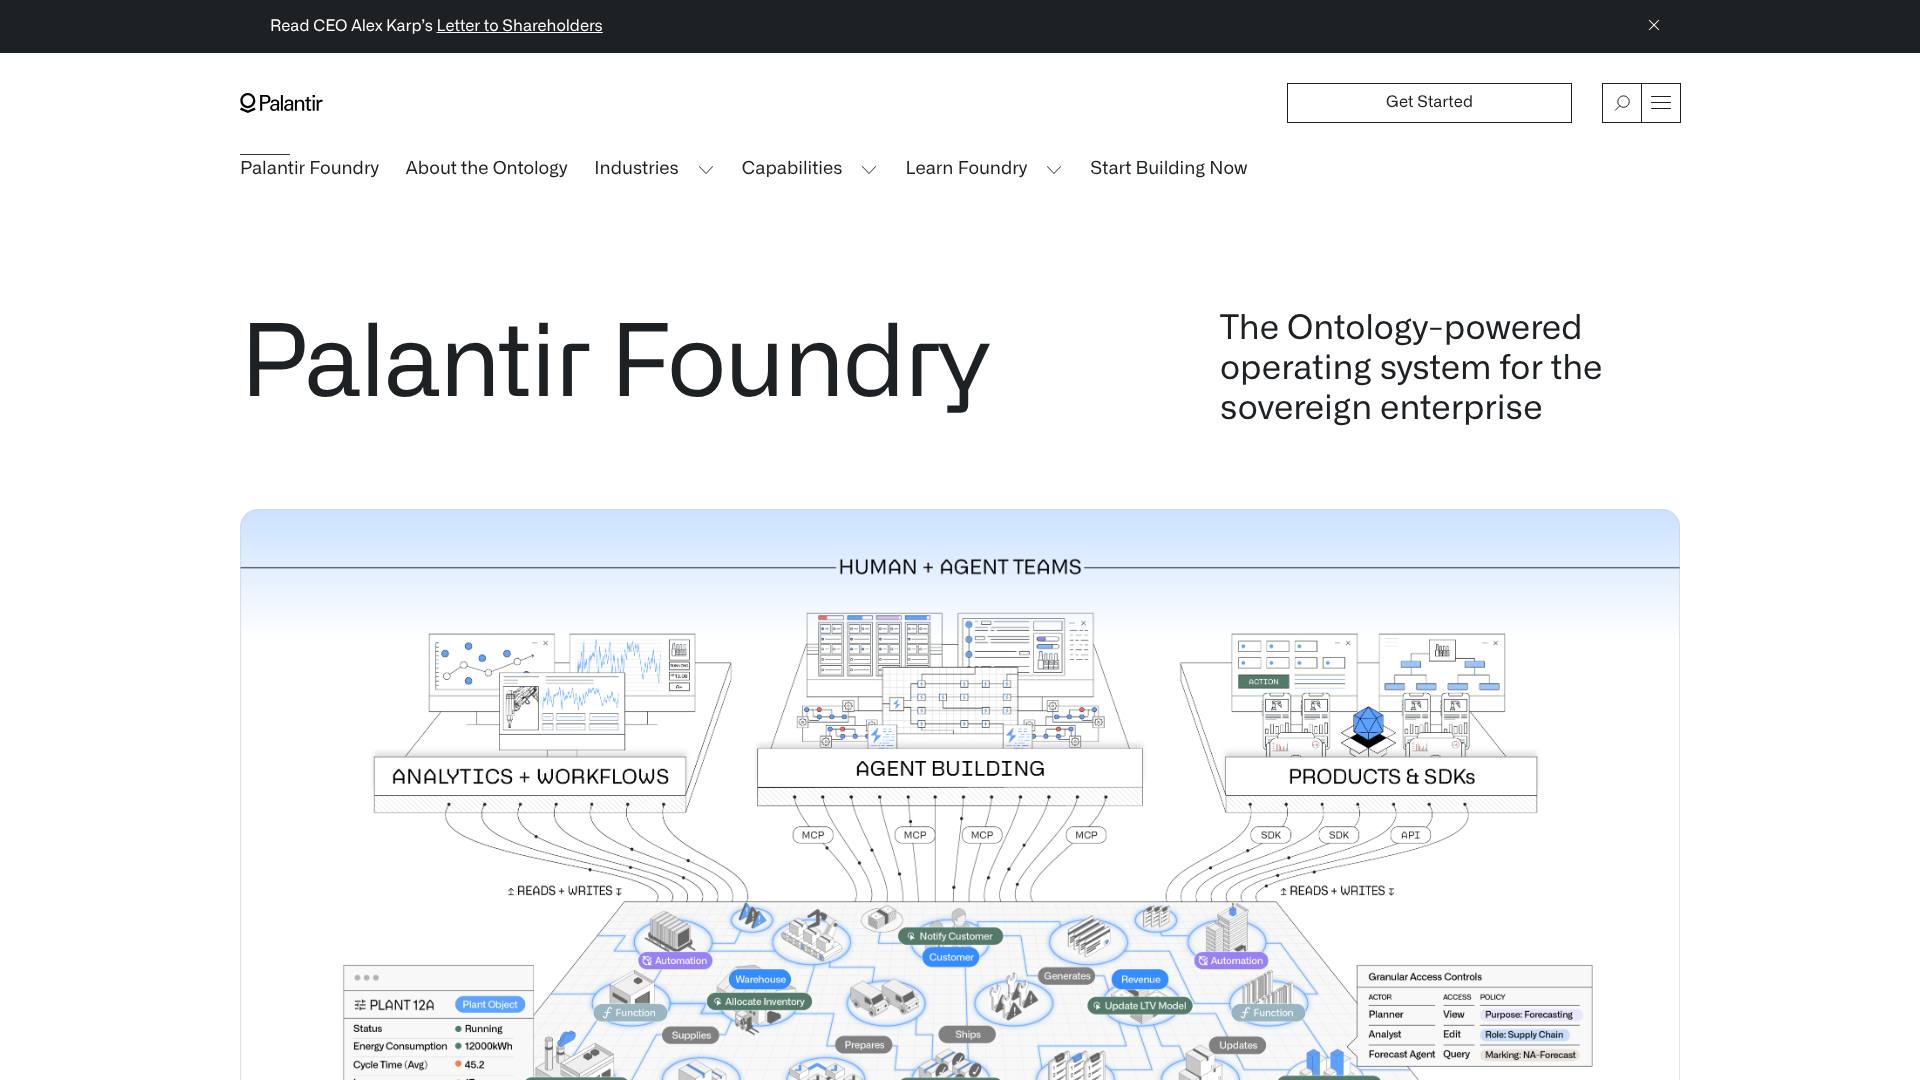 Read CEO Alex Karp’s Letter to Shareholders
Palantir
Get Started
Palantir Foundry
About the Ontology
Industries
Capabilities
Learn Foundry
Start Building Now
Palantir Foundry
The Ontology-powered
operating system for the
sovereign enterprise
HUMAN + AGENT TEAMS
ACTION
ANALYTICS + WORKFLOWS
AGENT BUILDING
PRODUCTS & SDKs
MCP
MCP
MCP
MCP
SDK
SDK
API
READS + WRITES
READS + WRITES
Notify Customer
Customer
Automation
Automation
Warehouse
Generates
Revenue
Allocate Inventory
Update LTV Model
Function
Function
Supplies
Ships
Prepares
Updates
PLANT 12A
Plant Object
Status
Running
Energy Consumption
12000kWh
Cycle Time (Avg)
45.2
Granular Access Controls
ACTOR ACCESS POLICY
Planner View Purpose: Forecasting
Analyst Edit Role: Supply Chain
Forecast Agent Query Marking: NA-Forecast